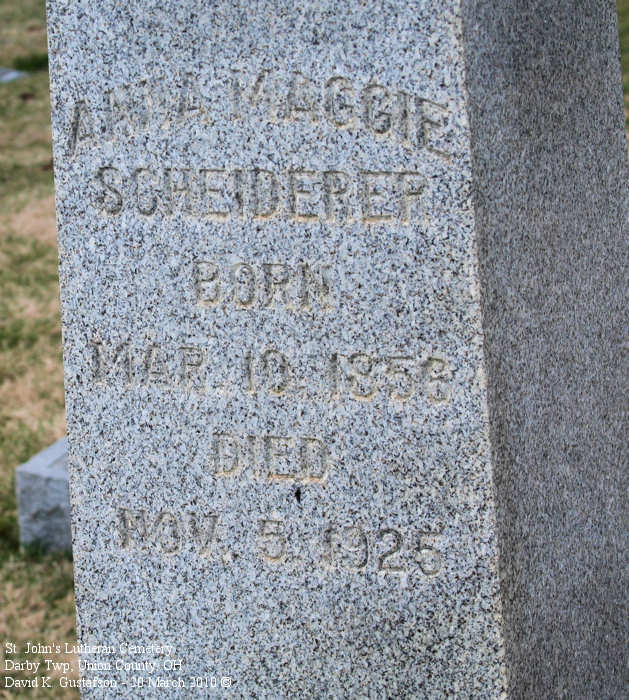 ANNA MAGGIE
SCHEIDERER
BORN
MAR. 10. 1856
DIED
NOV. 5. 1925
St. John's Lutheran Cemetery
Darby Twp, Union County, OH
David K. Gustafson - 20 March 2010 ©